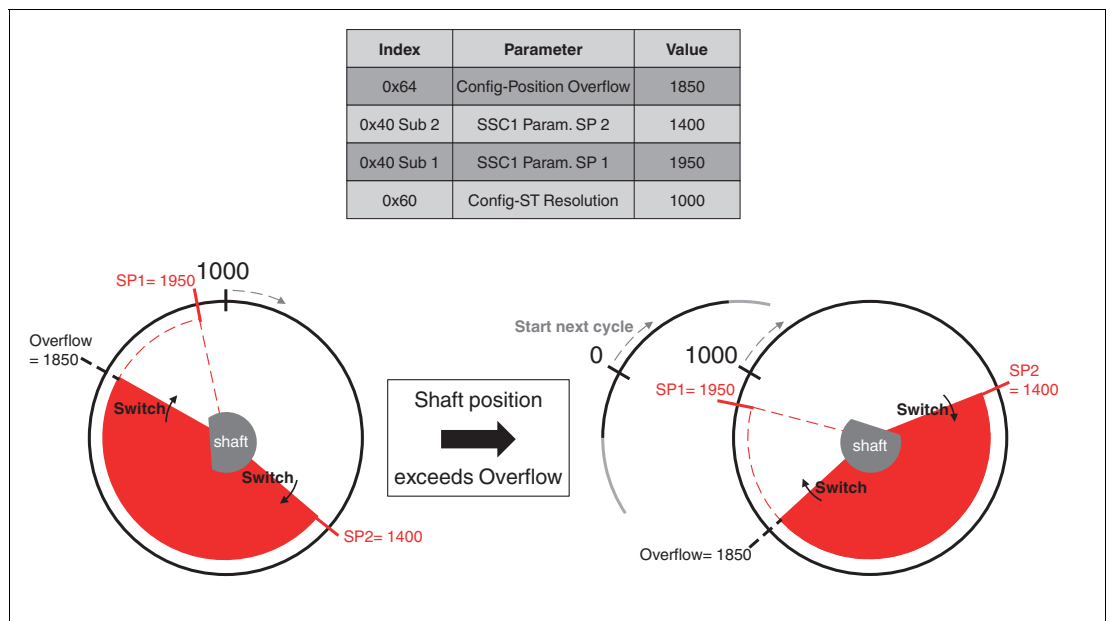 Index Parameter Value
0x64 Config-Position Overflow 1850
0x40 Sub 2 SSC1 Param. SP 2 1400
0x40 Sub 1 SSC1 Param. SP 1 1950
0x60 Config-ST Resolution 1000
SP1= 1950
1000
Overflow
= 1850
Switch
shaft
Switch
SP2= 1400
Shaft position
exceeds Overflow
Start next cycle
0
1000
SP1= 1950
SP2
= 1400
Switch
shaft
Switch
Overflow= 1850